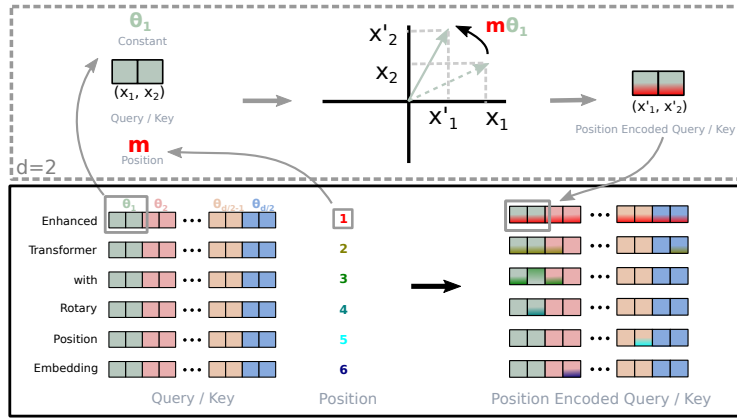 θ₁
Constant
(x₁, x₂)
Query / Key
m
Position
d=2
x'₂
x₂
x'₁
x₁
mθ₁
(x'₁, x'₂)
Position Encoded Query / Key
θ₁ θ₂ θd/2-1 θd/2
Enhanced 1
Transformer 2
with 3
Rotary 4
Position 5
Embedding 6
Query / Key Position Position Encoded Query / Key